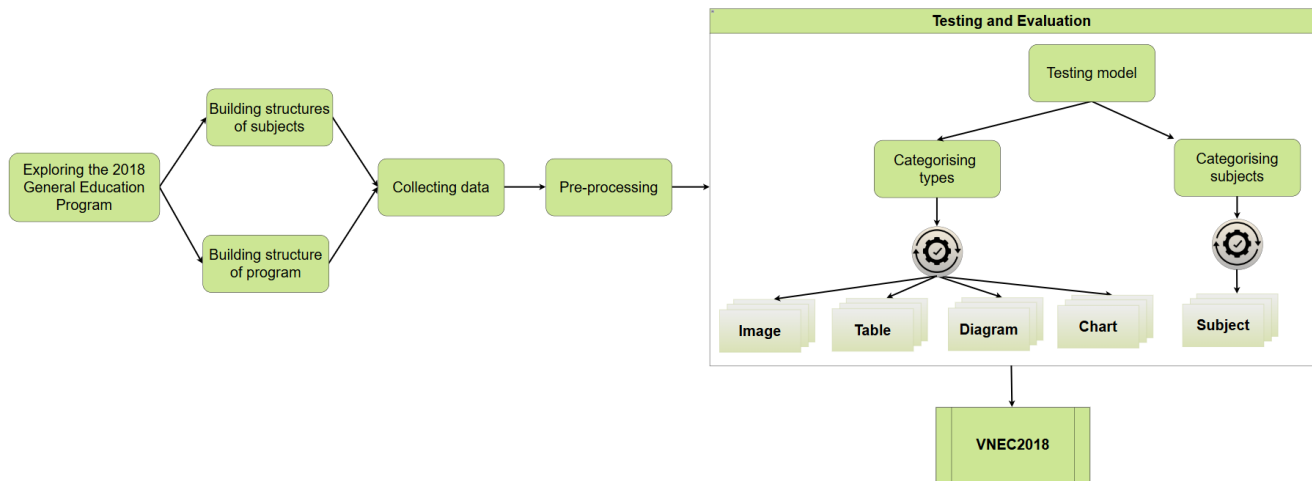 Testing and Evaluation
Testing model
Building structures
of subjects
Exploring the 2018
General Education
Program
Building structure
of program
Collecting data
Pre-processing
Categorising
types
Categorising
subjects
Image
Table
Diagram
Chart
Subject
VNEC2018